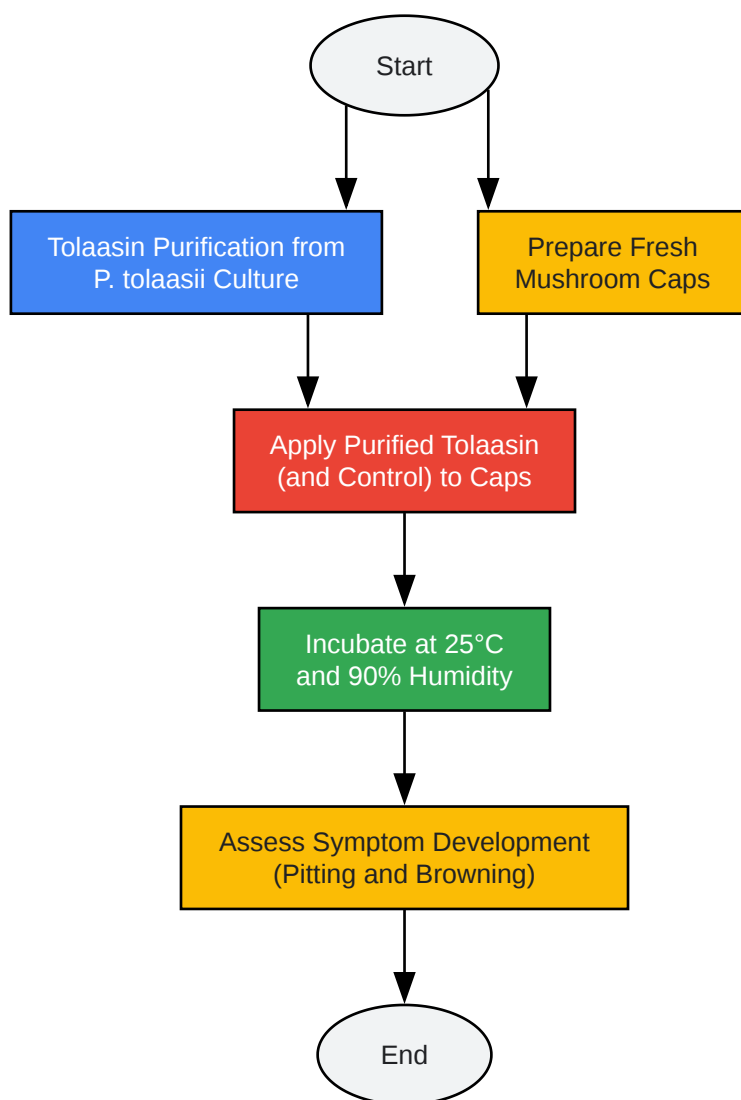 Start
Tolaasin Purification from
P. tolaasii Culture
Prepare Fresh
Mushroom Caps
Apply Purified Tolaasin
(and Control) to Caps
Incubate at 25°C
and 90% Humidity
Assess Symptom Development
(Pitting and Browning)
End